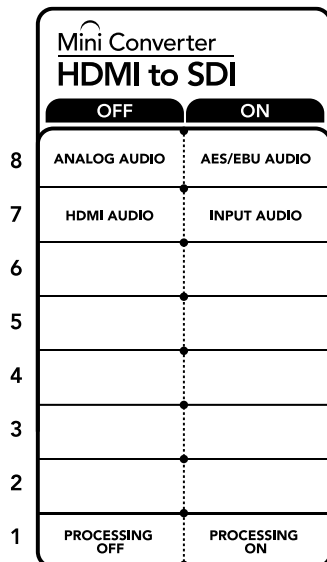 Mini Converter
HDMI to SDI
OFF ON
8 ANALOG AUDIO AES/EBU AUDIO
7 HDMI AUDIO INPUT AUDIO
6
5
4
3
2
1 PROCESSING OFF PROCESSING ON